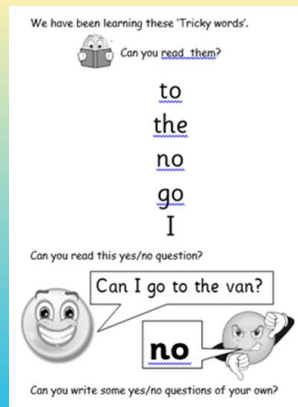 We have been learning these 'Tricky words'.
Can you read them?
to
the
no
go
I
Can you read this yes/no question?
Can I go to the van?
no
Can you write some yes/no questions of your own?